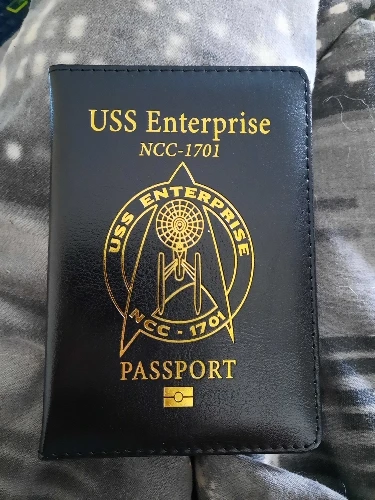 USS Enterprise
NCC-1701
USS ENTERPRISE
NCC - 1701
PASSPORT